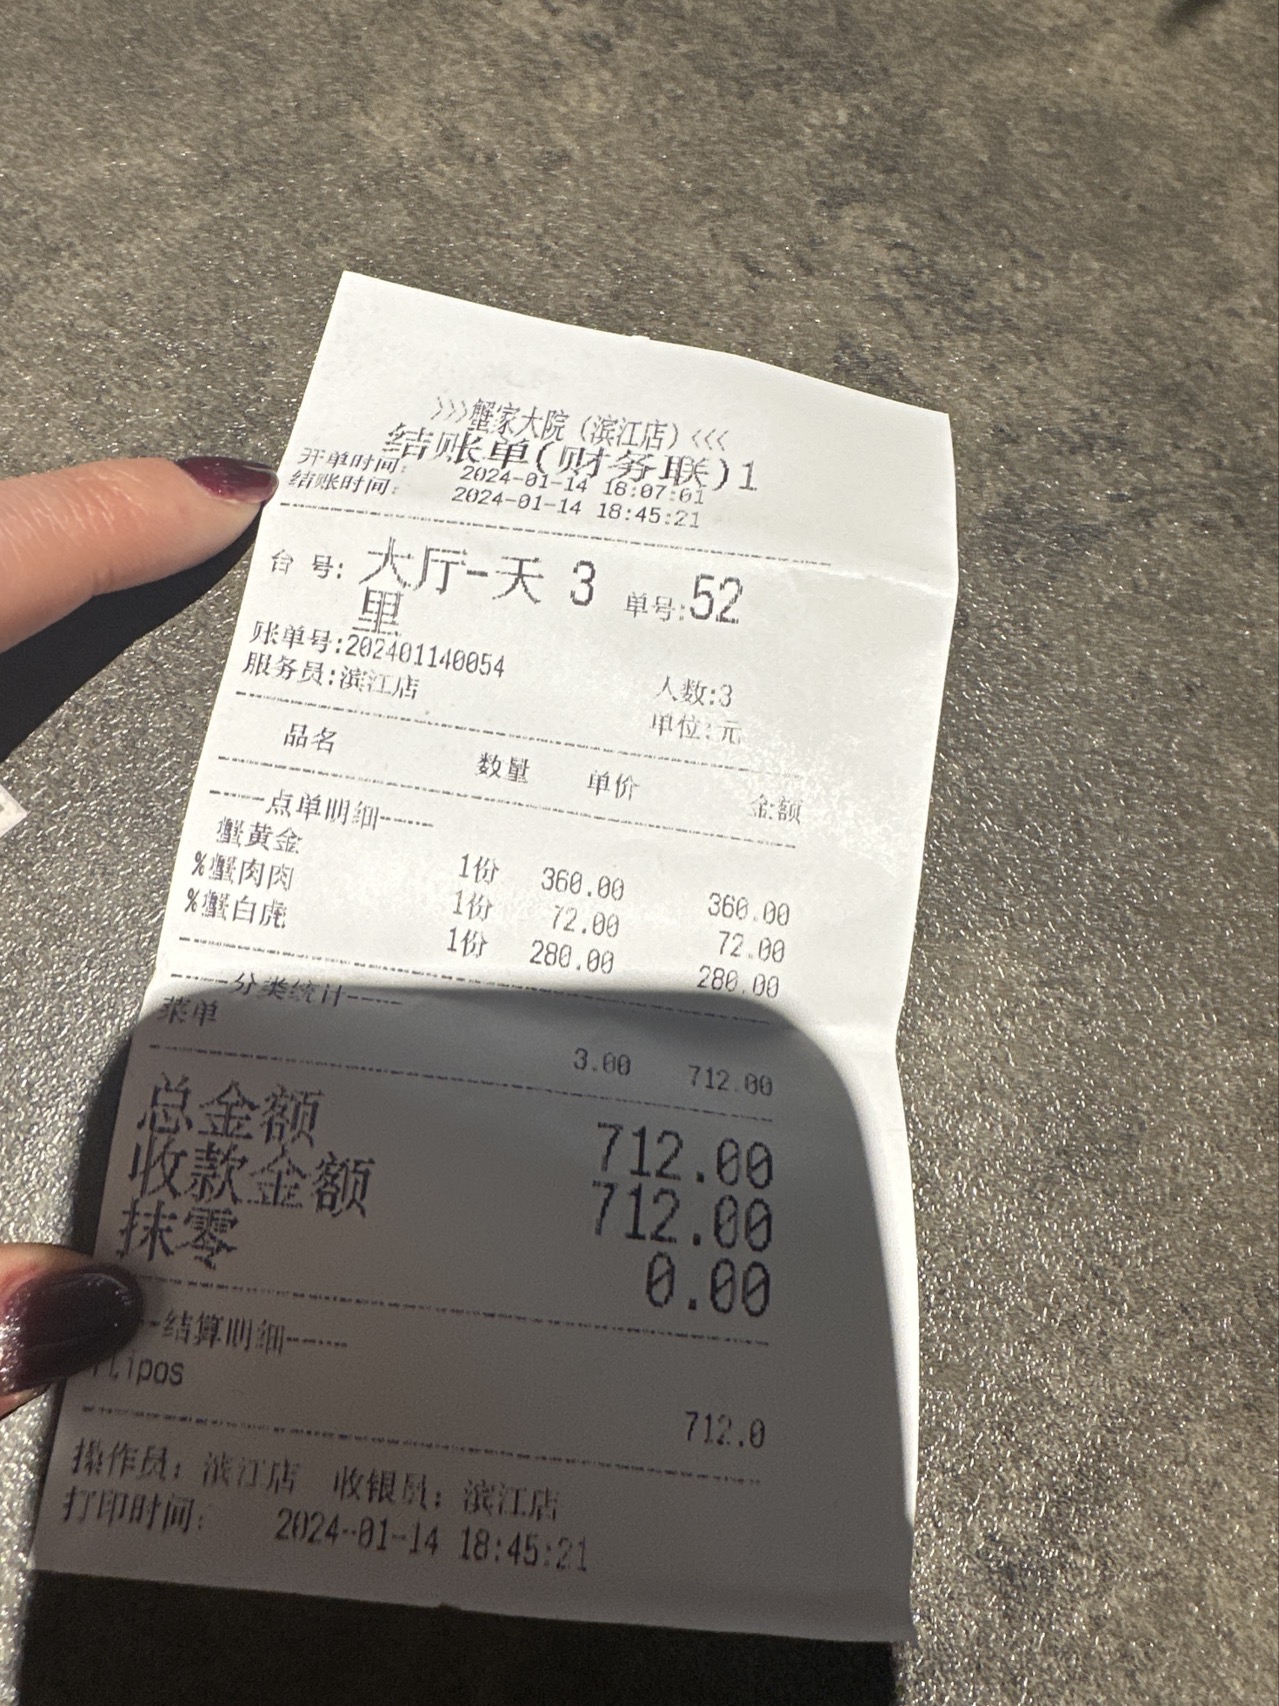 >>>蟹家大院（滨江店）<<<
结账单(财务联)1
开单时间: 2024-01-14 18:07:01
结账时间: 2024-01-14 18:45:21
台 号: 大厅-天 3 单号:52
里
账单号:202401140054
人数:3
服务员:滨江店
单位:元
品名 数量 单价 金额
-----点单明细-----
蟹黄金 1份 360.00 360.00
%蟹肉肉 1份 72.00 72.00
%蟹白虎 1份 280.00 280.00
-----分类统计-----
菜单 3.00 712.00
总金额 712.00
收款金额 712.00
抹零 0.00
-结算明细-----
ipos 712.0
操作员: 滨江店 收银员: 滨江店
打印时间: 2024-01-14 18:45:21